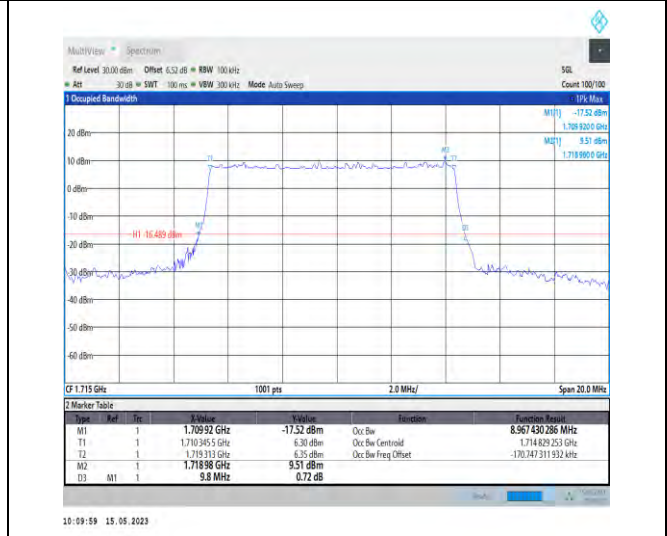 MultiView Spectrum
Ref Level 30.00 dBm Offset 6.52 dB RBW 100 kHz SGL
Att 30 dB SWT 100 ms VBW 300 kHz Mode Auto Sweep Count 100/100
1 Occupied Bandwidth 1Pk Max
M1[1] -17.52 dBm
1.709 920 0 GHz
M2[1] 9.51 dBm
1.718 980 0 GHz
20 dBm
M2
10 dBm
T1 T2
0 dBm
-10 dBm
M1 D3
H1 -16.489 dBm
-20 dBm
-30 dBm
-40 dBm
-50 dBm
-60 dBm
CF 1.715 GHz 1001 pts 2.0 MHz/ Span 20.0 MHz
2 Marker Table
Type Ref Trc X-Value Y-Value Function Function Result
M1 1 1.709 92 GHz -17.52 dBm Occ Bw 8.967 430 286 MHz
T1 1 1.710 345 5 GHz 6.30 dBm Occ Bw Centroid 1.714 829 253 GHz
T2 1 1.719 313 GHz 6.35 dBm Occ Bw Freq Offset -170.747 311 932 kHz
M2 1 1.718 98 GHz 9.51 dBm
D3 M1 1 9.8 MHz 0.72 dB
10:09:59 15.05.2023